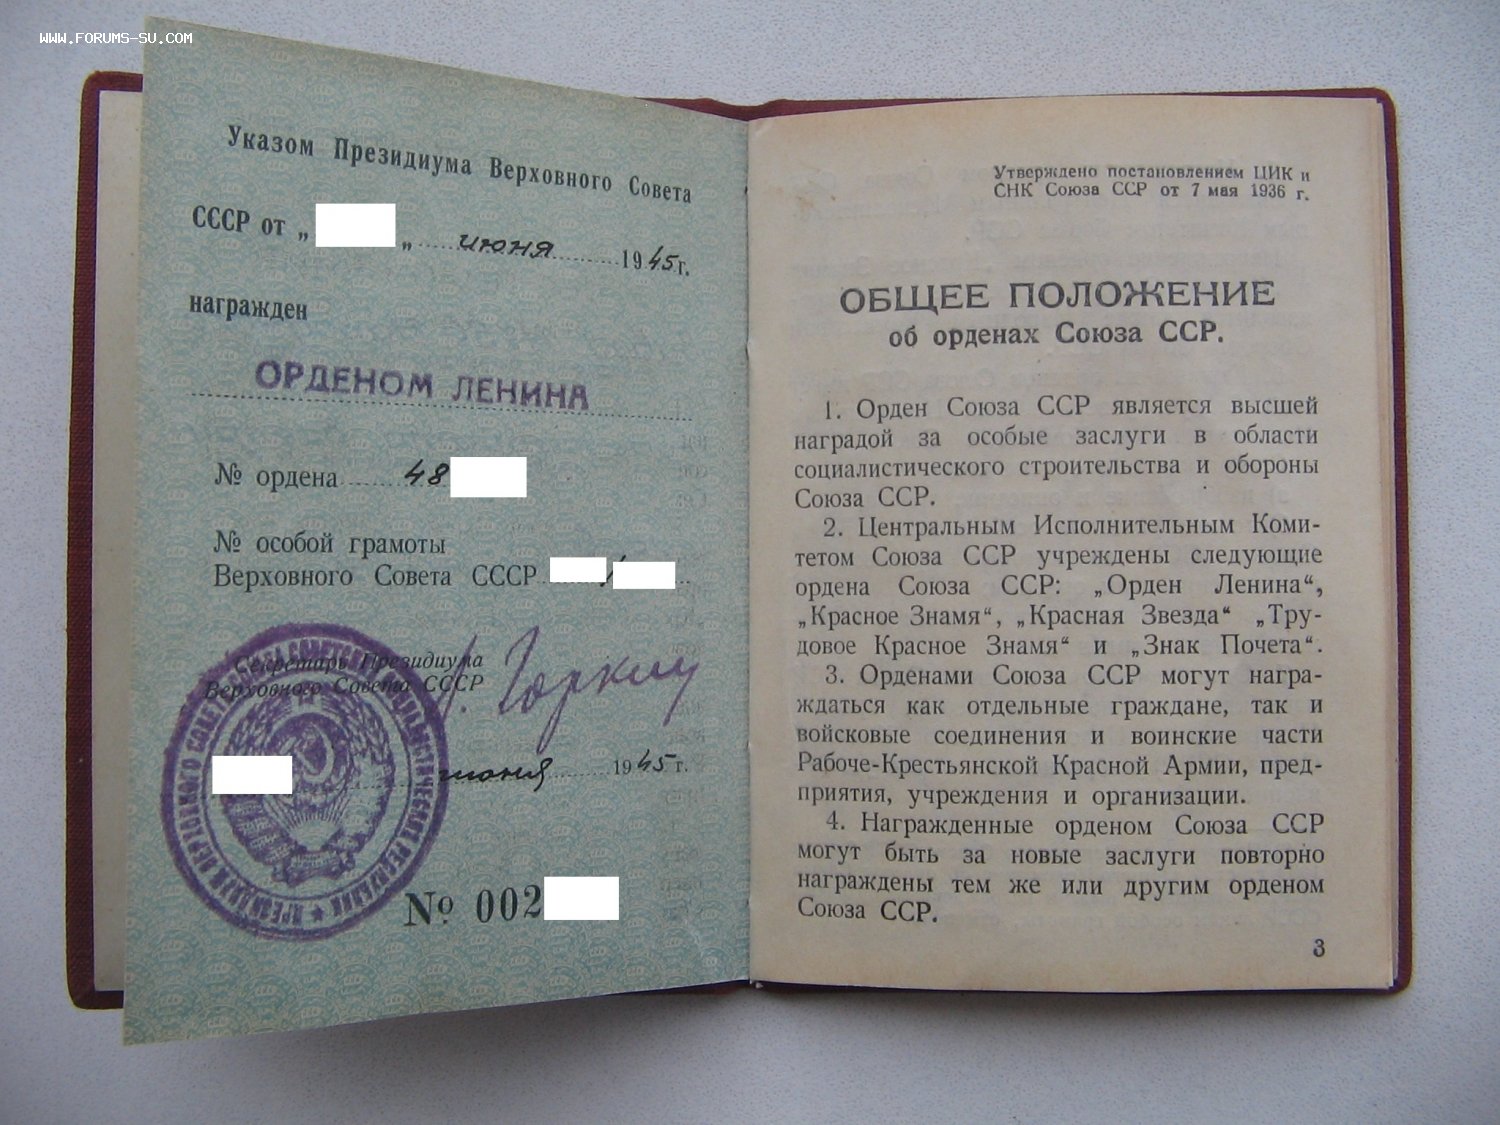 WWW.FORUMS-SU.COM
Указом Президиума Верховного Совета
СССР от „ „ июня 1945г.
награжден
ОРДЕНОМ ЛЕНИНА
№ ордена 48
№ особой грамоты
Верховного Совета СССР /
Секретарь Президиума
Верховного Совета СССР
А. Горкин
июня 1945 г.
№ 002
Утверждено постановлением ЦИК и
СНК Союза ССР от 7 мая 1936 г.
ОБЩЕЕ ПОЛОЖЕНИЕ
об орденах Союза ССР.
1. Орден Союза ССР является высшей
наградой за особые заслуги в области
социалистического строительства и обороны
Союза ССР.
2. Центральным Исполнительным Коми-
тетом Союза ССР учреждены следующие
ордена Союза ССР: „Орден Ленина“,
„Красное Знамя“, „Красная Звезда“ „Тру-
довое Красное Знамя“ и „Знак Почета“.
3. Орденами Союза ССР могут награ-
ждаться как отдельные граждане, так и
войсковые соединения и воинские части
Рабоче-Крестьянской Красной Армии, пред-
приятия, учреждения и организации.
4. Награжденные орденом Союза ССР
могут быть за новые заслуги повторно
награждены тем же или другим орденом
Союза ССР.
3